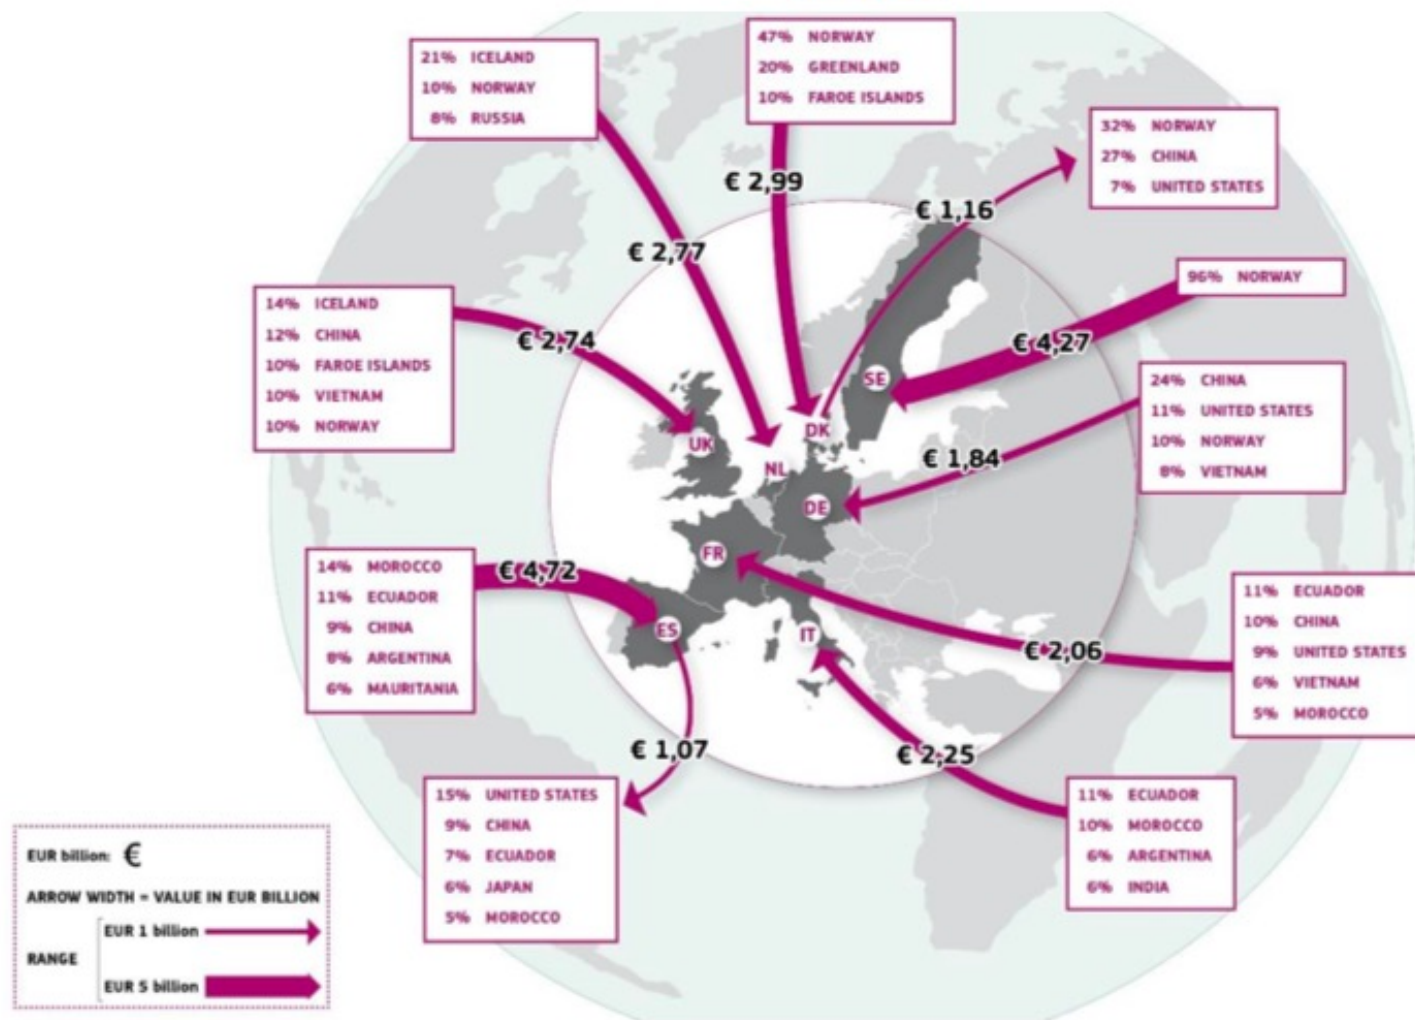 21% ICELAND
10% NORWAY
8% RUSSIA
47% NORWAY
20% GREENLAND
10% FAROE ISLANDS
32% NORWAY
27% CHINA
7% UNITED STATES
€ 2,99
€ 1,16
€ 2,77
96% NORWAY
14% ICELAND
12% CHINA
10% FAROE ISLANDS
10% VIETNAM
10% NORWAY
€ 2,74
€ 4,27
24% CHINA
11% UNITED STATES
10% NORWAY
8% VIETNAM
SE
DK
UK
NL
€ 1,84
DE
FR
14% MOROCCO
11% ECUADOR
9% CHINA
8% ARGENTINA
6% MAURITANIA
€ 4,72
ES
IT
€ 2,06
11% ECUADOR
10% CHINA
9% UNITED STATES
6% VIETNAM
5% MOROCCO
€ 1,07
€ 2,25
15% UNITED STATES
9% CHINA
7% ECUADOR
6% JAPAN
5% MOROCCO
11% ECUADOR
10% MOROCCO
6% ARGENTINA
6% INDIA
EUR billion: €
ARROW WIDTH = VALUE IN EUR BILLION
EUR 1 billion
RANGE
EUR 5 billion